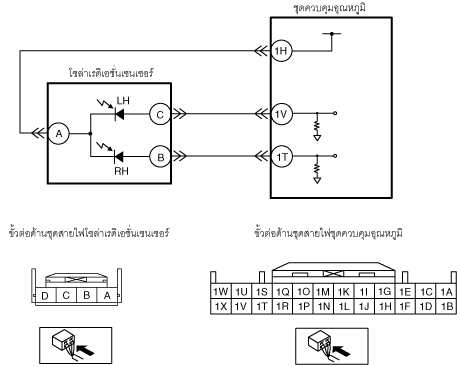 ชุดควบคุมอุณหภูมิ
1H
โซล่าเรดิเอชั่นเซนเซอร์
LH
A
C
1V
B
1T
RH
ขั้วต่อด้านชุดสายไฟโซล่าเรดิเอชั่นเซนเซอร์
ขั้วต่อด้านชุดสายไฟชุดควบคุมอุณหภูมิ
D C B A
1W 1U 1S 1Q 1O 1M 1K 1I 1G 1E 1C 1A
1X 1V 1T 1R 1P 1N 1L 1J 1H 1F 1D 1B